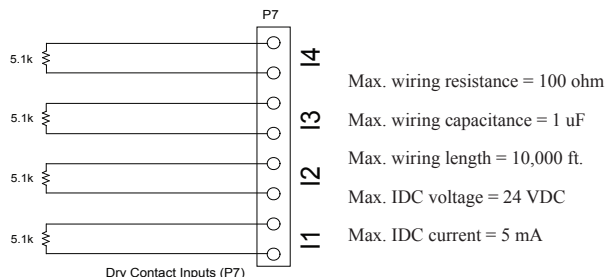 P7
5.1k
I4
5.1k
I3
5.1k
I2
5.1k
I1
Dry Contact Inputs (P7)
Max. wiring resistance = 100 ohm
Max. wiring capacitance = 1 uF
Max. wiring length = 10,000 ft.
Max. IDC voltage = 24 VDC
Max. IDC current = 5 mA